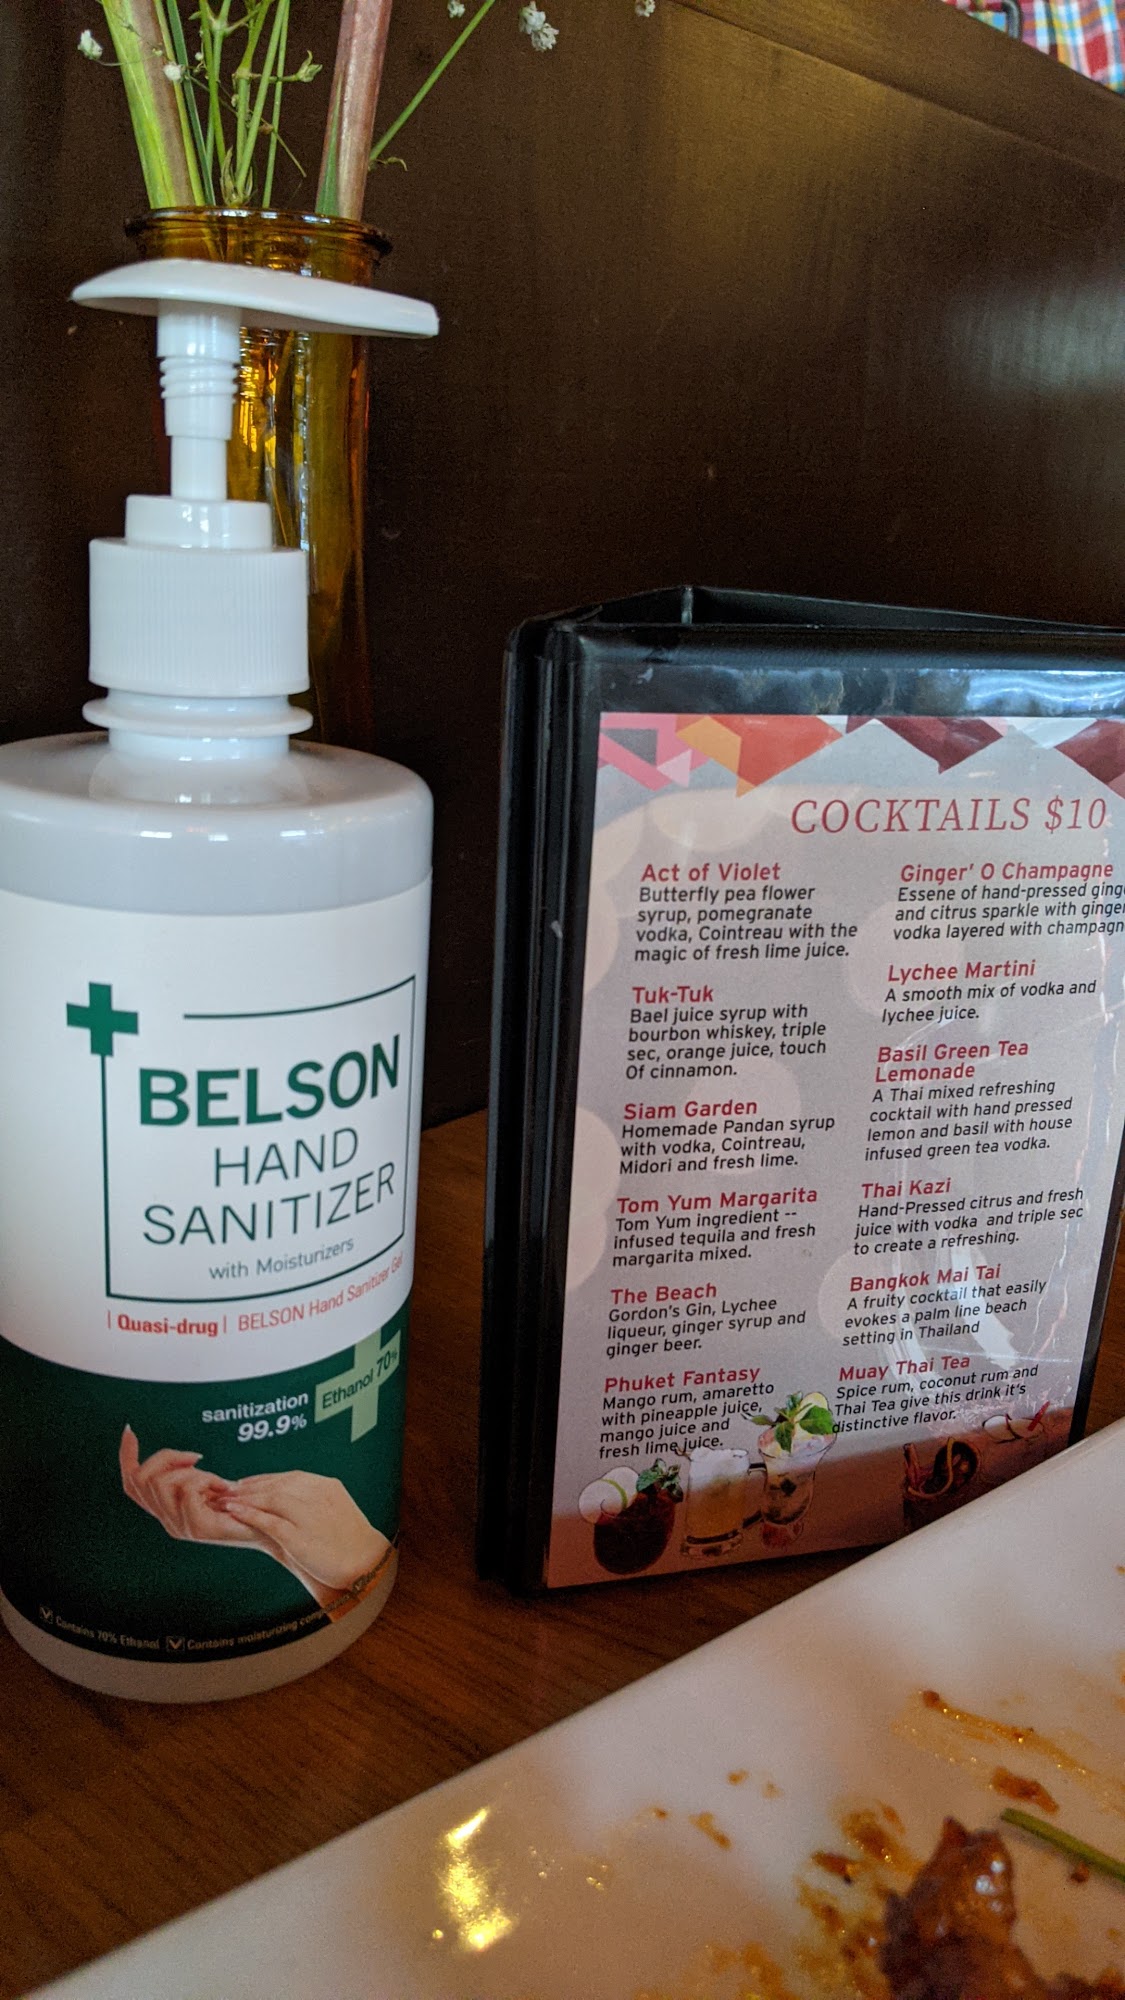 BELSON
HAND
SANITIZER
with Moisturizers
| Quasi-drug | BELSON Hand Sanitizer Gel
sanitization
99.9%
Ethanol 70%
Contains 70% Ethanol Contains moisturizing
COCKTAILS $10
Act of Violet
Butterfly pea flower
syrup, pomegranate
vodka, Cointreau with the
magic of fresh lime juice.
Tuk-Tuk
Bael juice syrup with
bourbon whiskey, triple
sec, orange juice, touch
Of cinnamon.
Siam Garden
Homemade Pandan syrup
with vodka, Cointreau,
Midori and fresh lime.
Tom Yum Margarita
Tom Yum ingredient --
infused tequila and fresh
margarita mixed.
The Beach
Gordon's Gin, Lychee
liqueur, ginger syrup and
ginger beer.
Phuket Fantasy
Mango rum, amaretto
with pineapple juice,
mango juice and
fresh lime juice.
Ginger' O Champagne
Essene of hand-pressed ginge
and citrus sparkle with ginger
vodka layered with champagn
Lychee Martini
A smooth mix of vodka and
lychee juice.
Basil Green Tea
Lemonade
A Thai mixed refreshing
cocktail with hand pressed
lemon and basil with house
infused green tea vodka.
Thai Kazi
Hand-Pressed citrus and fresh
juice with vodka and triple sec
to create a refreshing.
Bangkok Mai Tai
A fruity cocktail that easily
evokes a palm line beach
setting in Thailand
Muay Thai Tea
Spice rum, coconut rum and
Thai Tea give this drink it's
distinctive flavor.